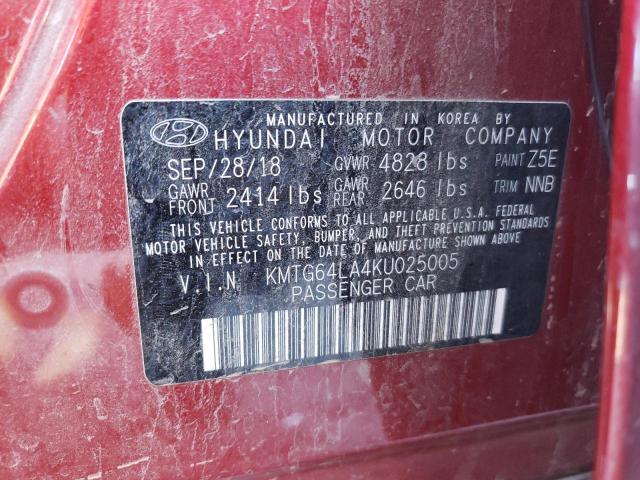 MANUFACTURED IN KOREA BY
HYUNDAI MOTOR COMPANY
SEP/28/18 GVWR 4828 lbs PAINT Z5E
GAWR FRONT 2414 lbs GAWR REAR 2646 lbs TRIM NNB
THIS VEHICLE CONFORMS TO ALL APPLICABLE U.S.A. FEDERAL
MOTOR VEHICLE SAFETY, BUMPER, AND THEFT PREVENTION STANDARDS
IN EFFECT ON THE DATE OF MANUFACTURE SHOWN ABOVE
V.I.N KMTG64LA4KU025005
PASSENGER CAR